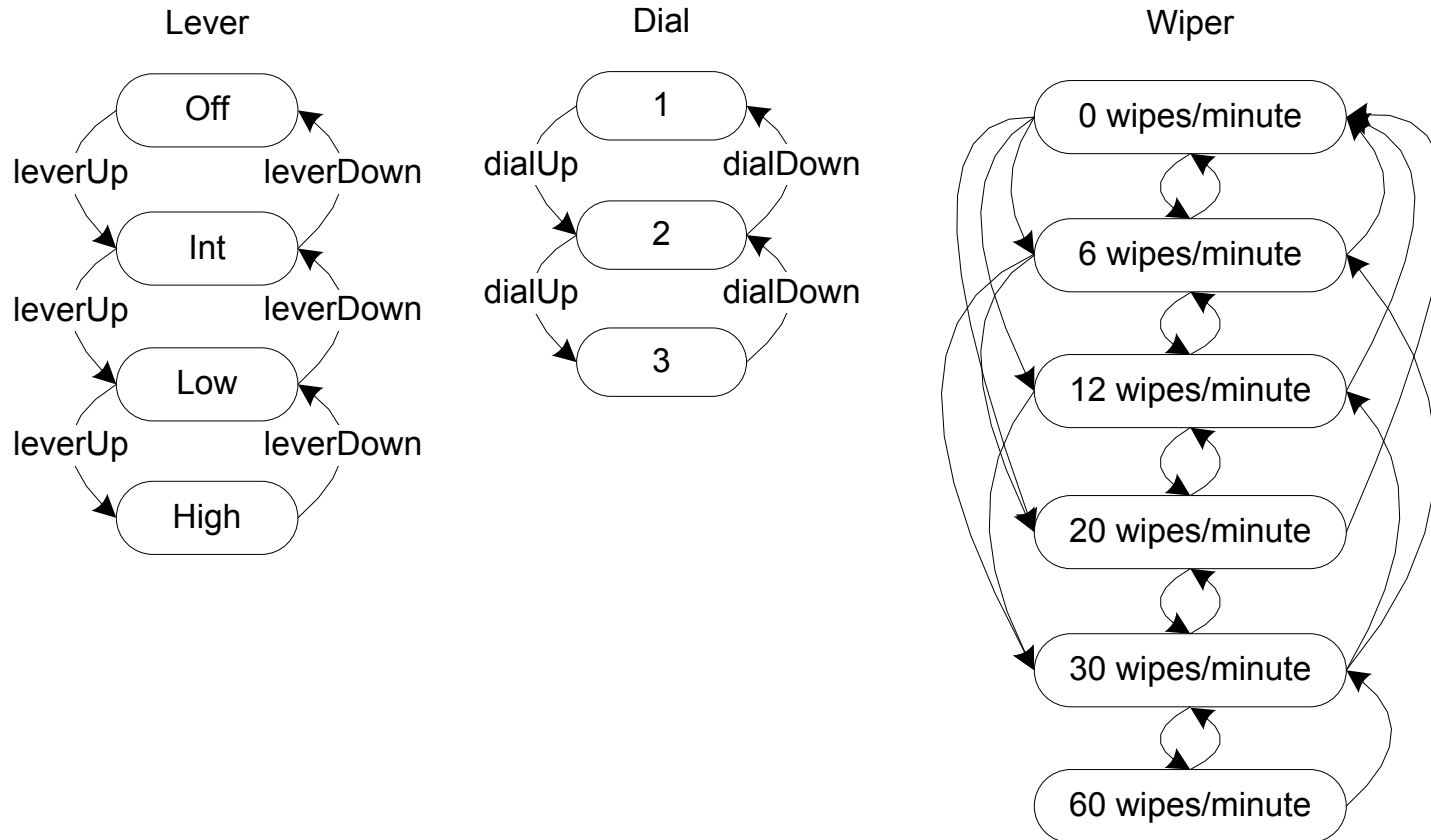 Lever
Off
leverUp
leverDown
Int
leverUp
leverDown
Low
leverUp
leverDown
High
Dial
1
dialUp
dialDown
2
dialUp
dialDown
3
Wiper
0 wipes/minute
6 wipes/minute
12 wipes/minute
20 wipes/minute
30 wipes/minute
60 wipes/minute